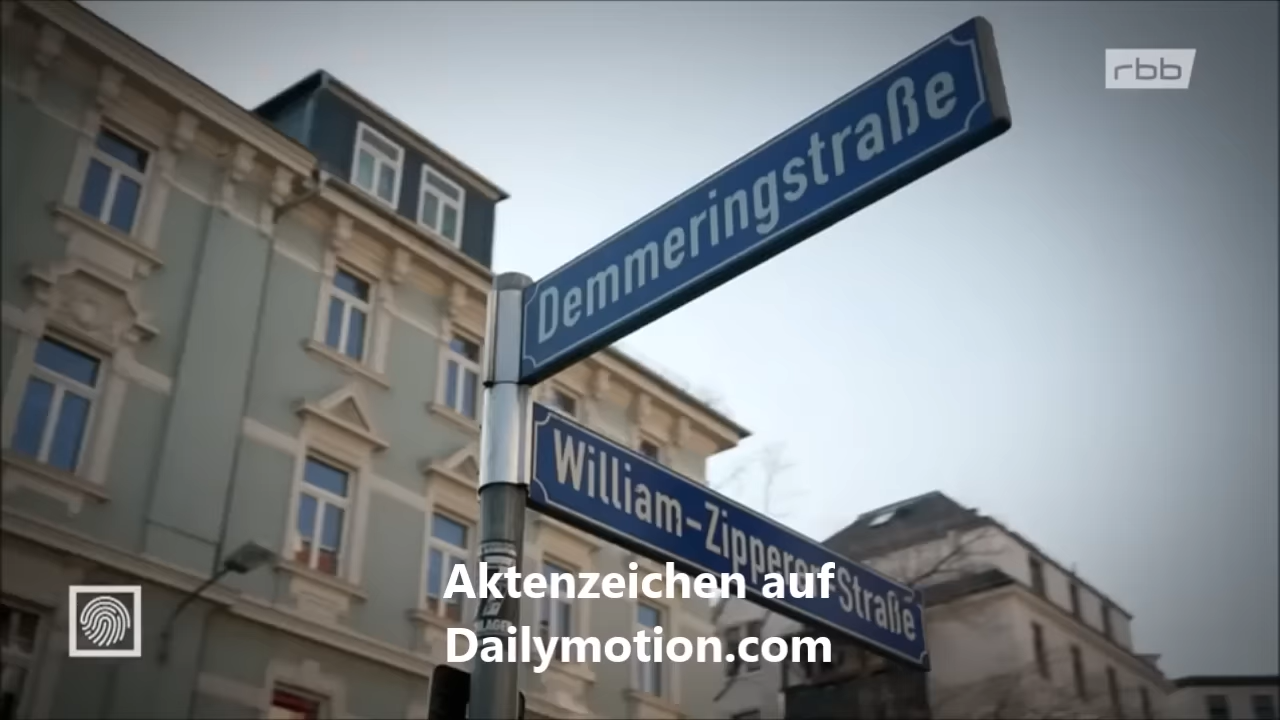 rbb
Demmeringstraße
William-Zipperer-Straße
Aktenzeichen auf
Dailymotion.com